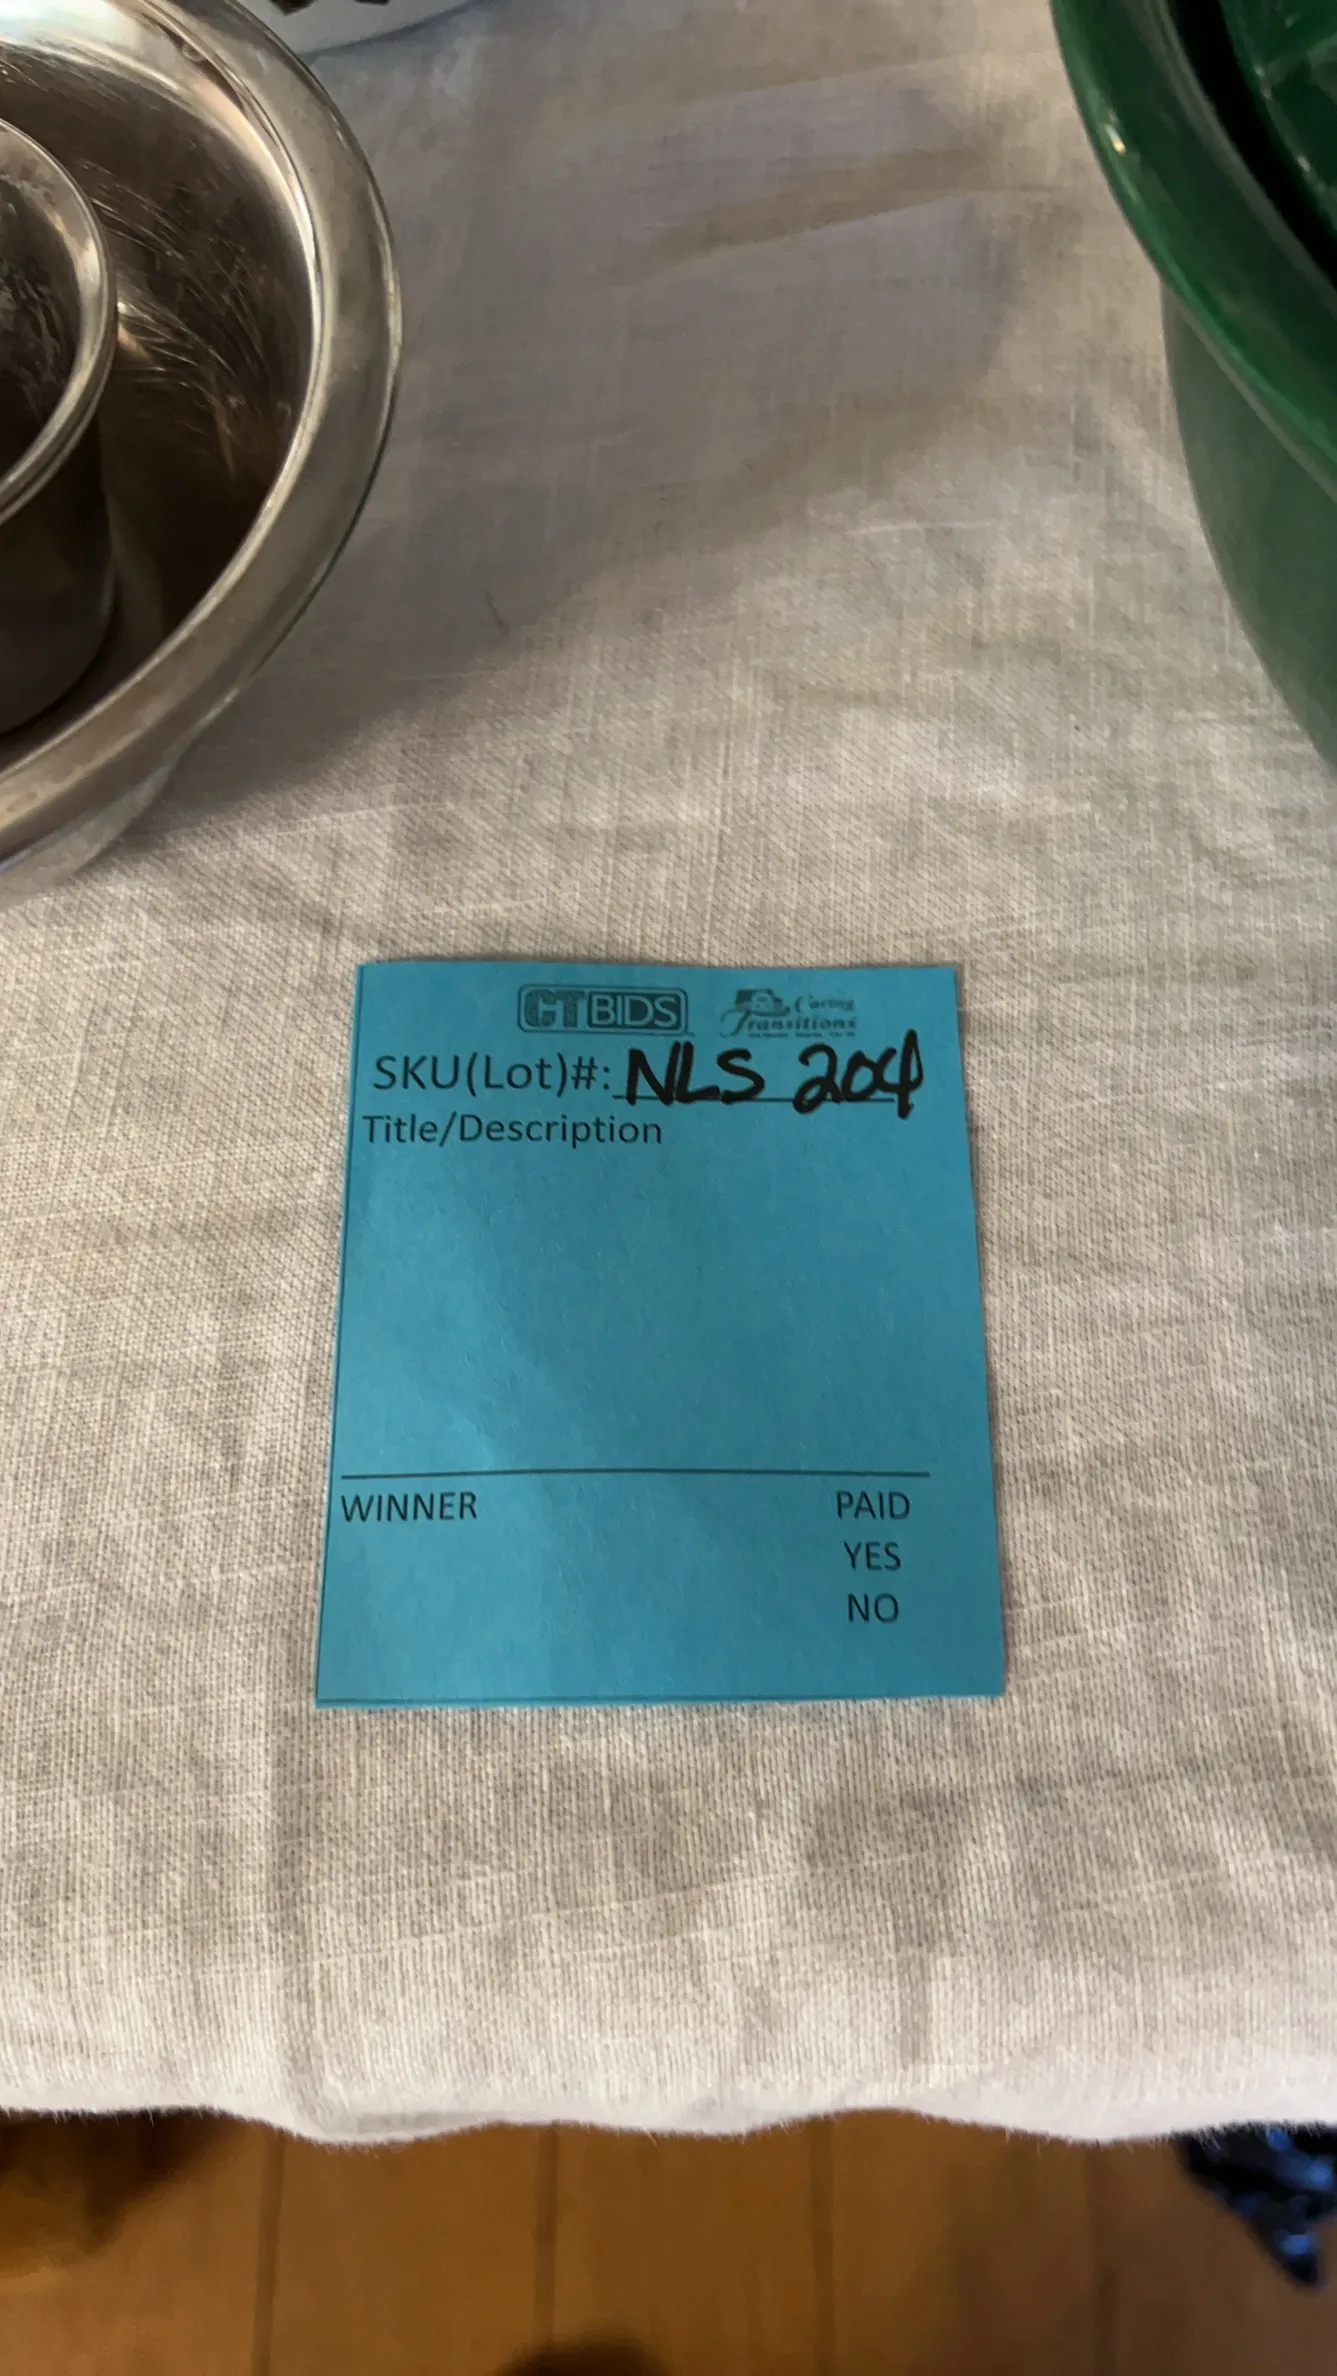 CTBIDS Caring
Transitions
SKU(Lot)#: NLS 204
Title/Description
WINNER PAID
YES
NO